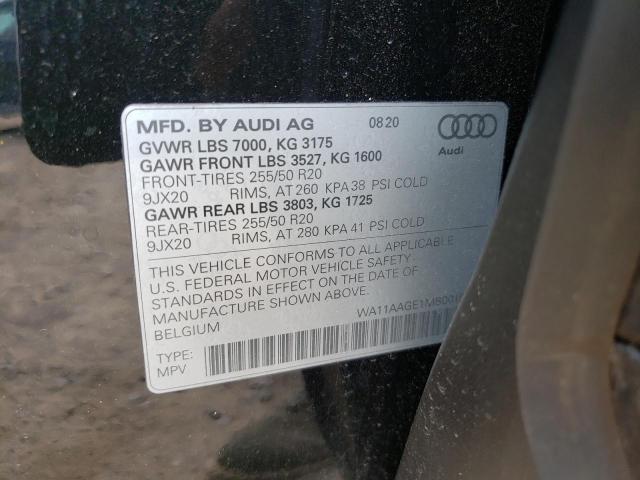 MFD. BY AUDI AG 08 20
GVWR LBS 7000, KG 3175
GAWR FRONT LBS 3527, KG 1600
FRONT-TIRES 255/50 R20
9JX20 RIMS, AT 260 KPA 38 PSI COLD
GAWR REAR LBS 3803, KG 1725
REAR-TIRES 255/50 R20
9JX20 RIMS, AT 280 KPA 41 PSI COLD
THIS VEHICLE CONFORMS TO ALL APPLICABLE
U.S. FEDERAL MOTOR VEHICLE SAFETY
STANDARDS IN EFFECT ON THE DATE OF
MANUFACTURE SHOWN ABOVE.
BELGIUM
TYPE:
MPV
Audi